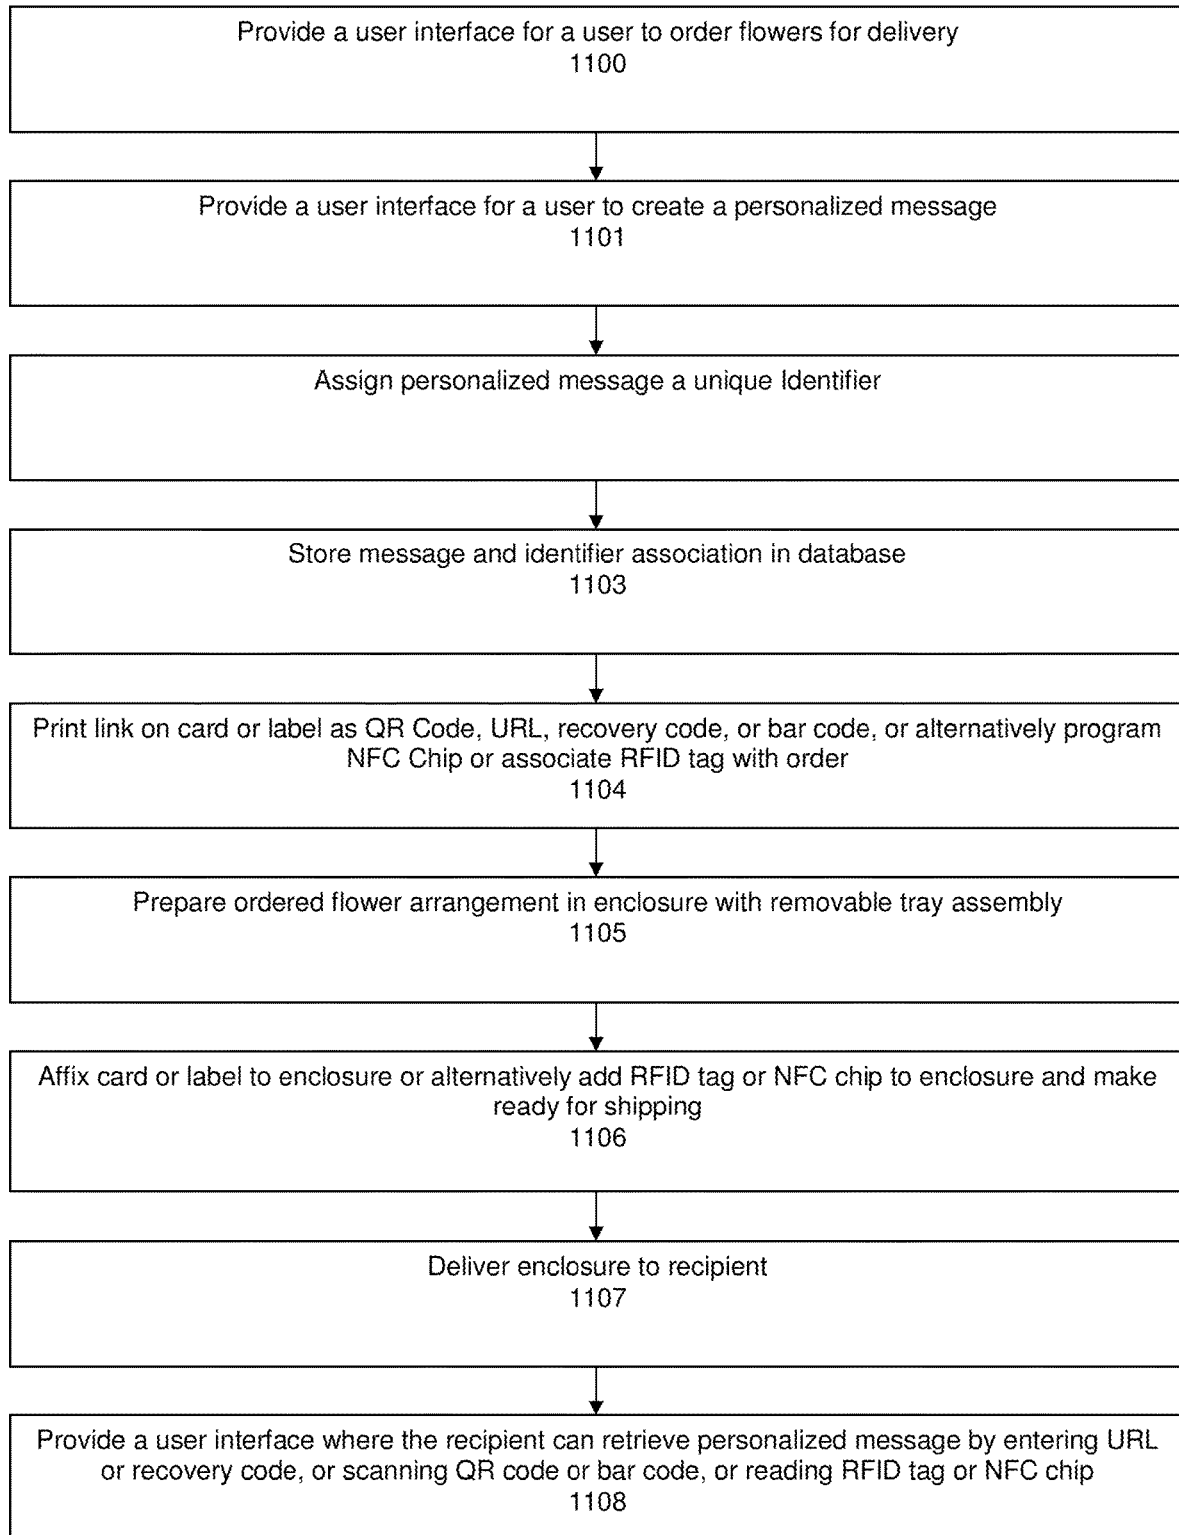 Provide a user interface for a user to order flowers for delivery
1100
Provide a user interface for a user to create a personalized message
1101
Assign personalized message a unique Identifier
Store message and identifier association in database
1103
Print link on card or label as QR Code, URL, recovery code, or bar code, or alternatively program
NFC Chip or associate RFID tag with order
1104
Prepare ordered flower arrangement in enclosure with removable tray assembly
1105
Affix card or label to enclosure or alternatively add RFID tag or NFC chip to enclosure and make
ready for shipping
1106
Deliver enclosure to recipient
1107
Provide a user interface where the recipient can retrieve personalized message by entering URL
or recovery code, or scanning QR code or bar code, or reading RFID tag or NFC chip
1108